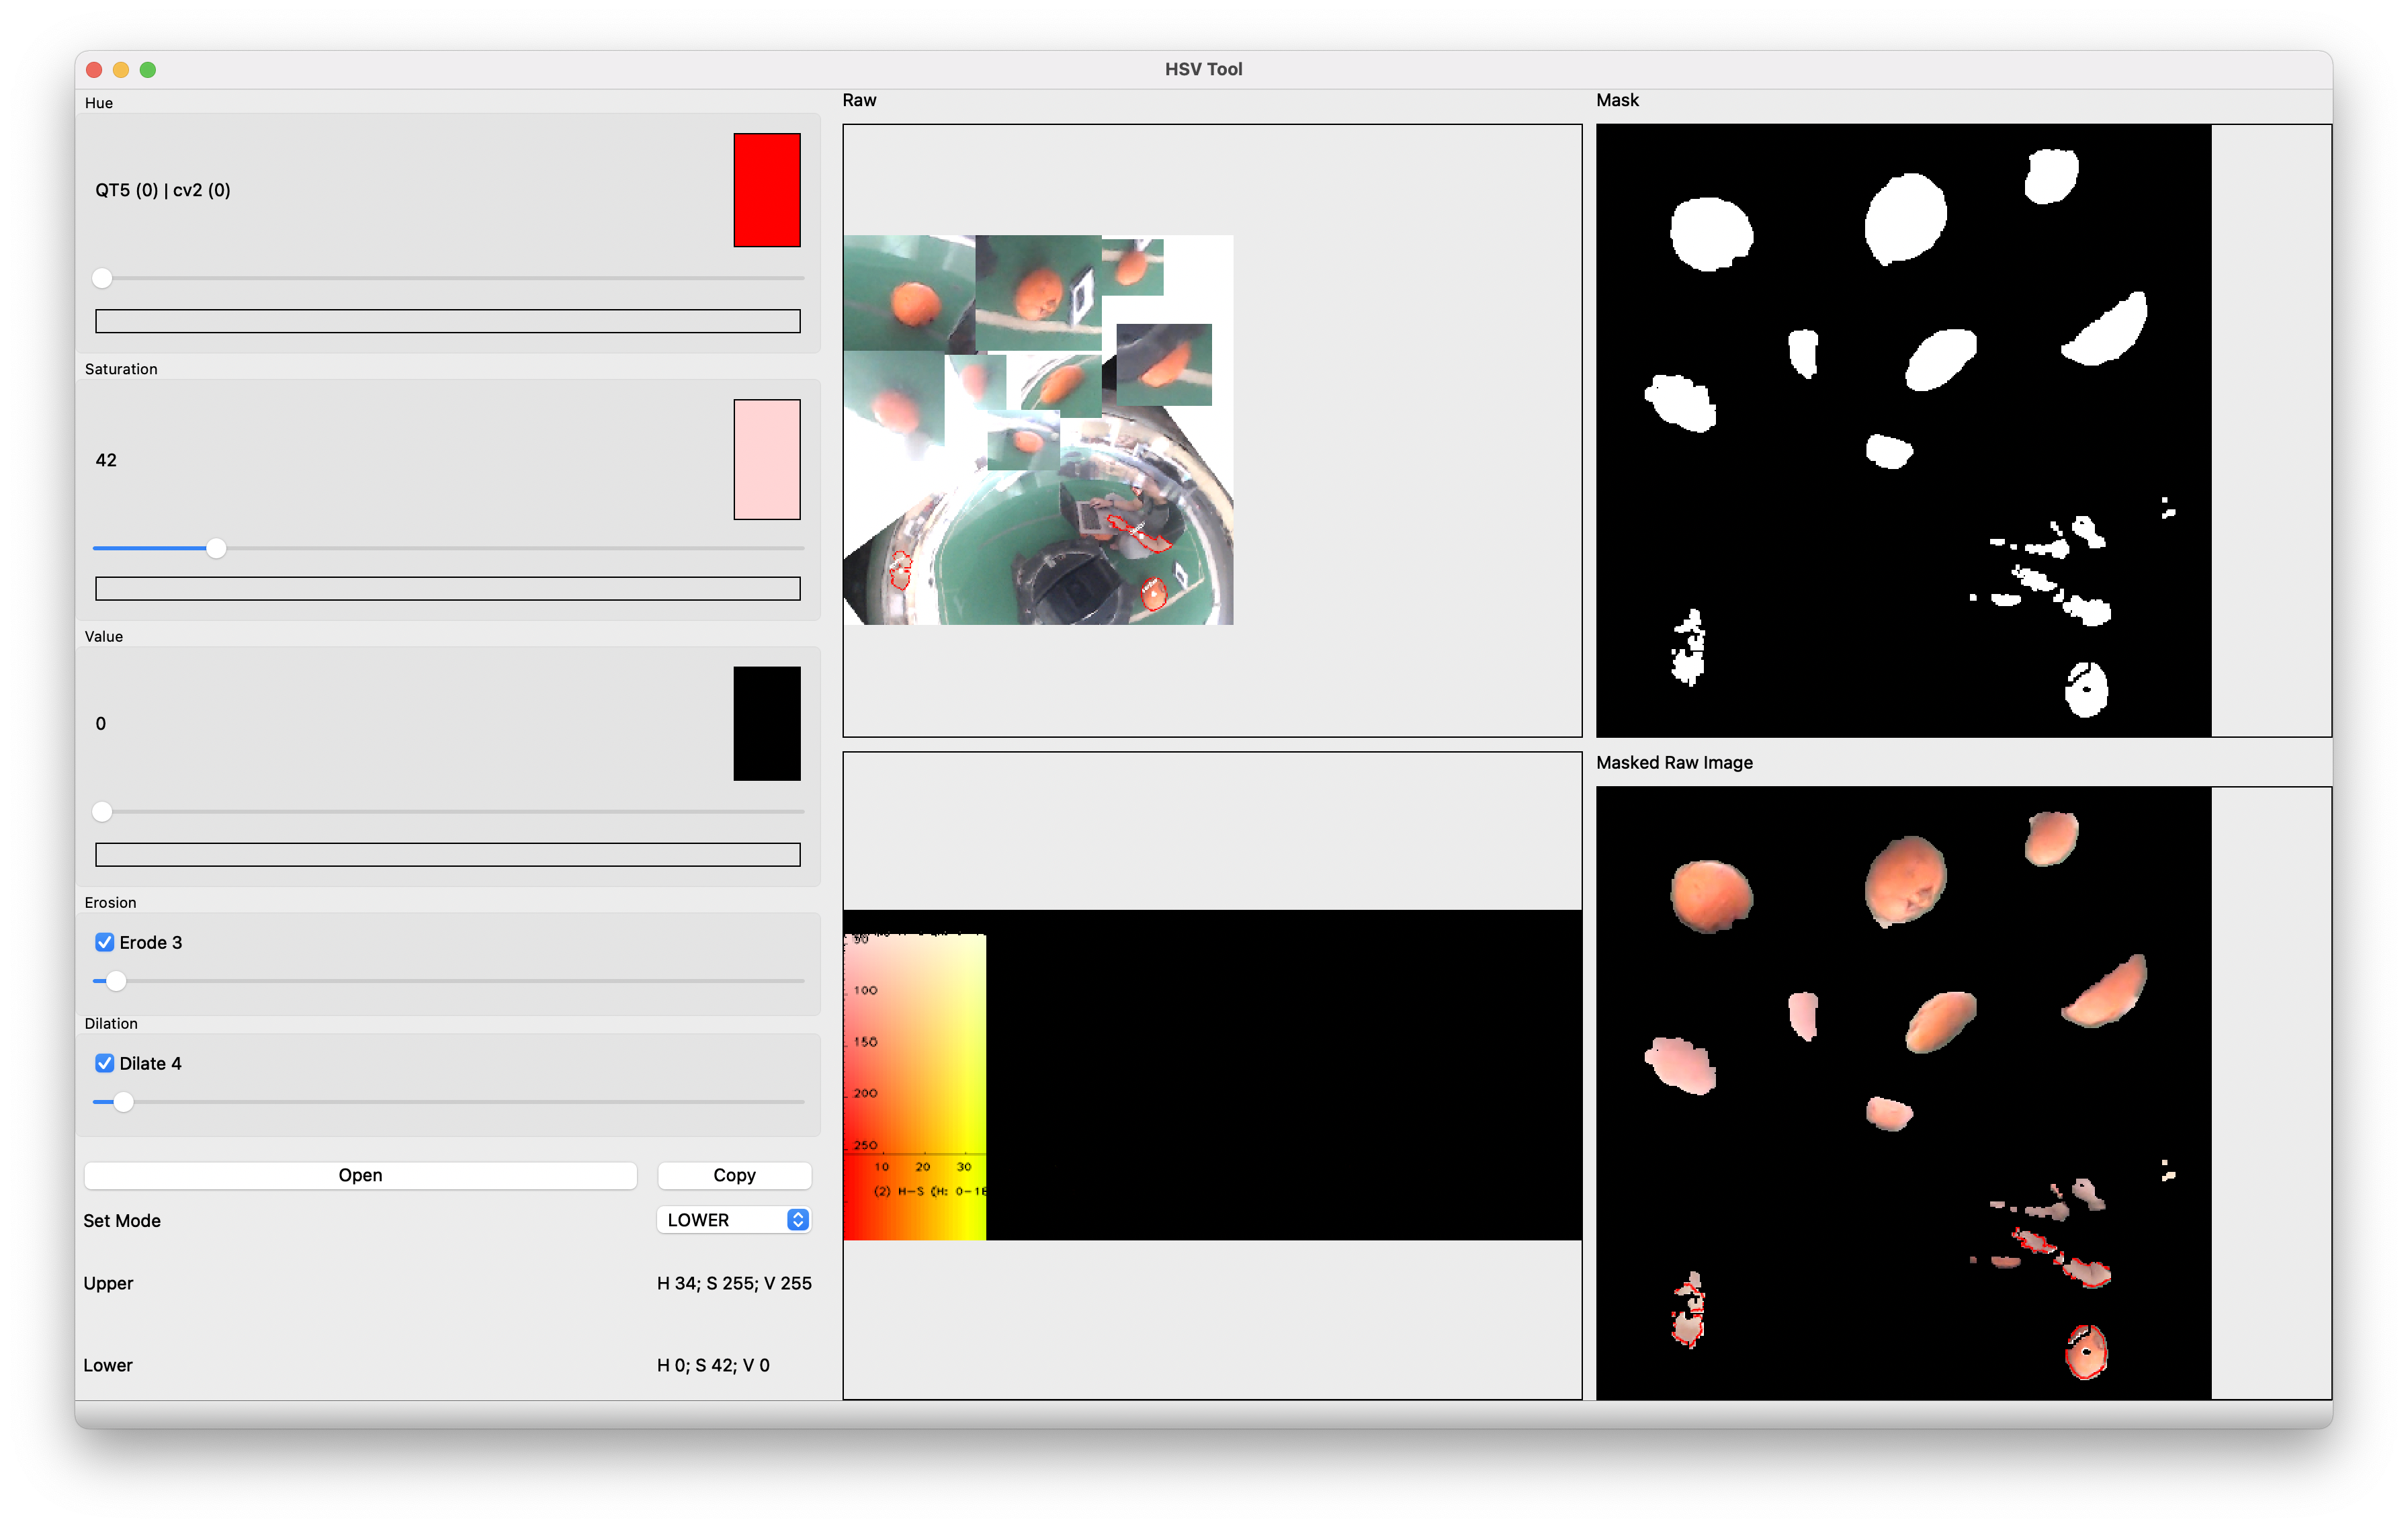 HSV Tool
Hue
QT5 (0) | cv2 (0)
Saturation
42
Value
0
Erosion
Erode 3
Dilation
Dilate 4
Open
Copy
Set Mode
LOWER
Upper
H 34; S 255; V 255
Lower
H 0; S 42; V 0
Raw
50
100
150
200
250
10 20 30
(2) H-S (H: 0-18
Mask
Masked Raw Image